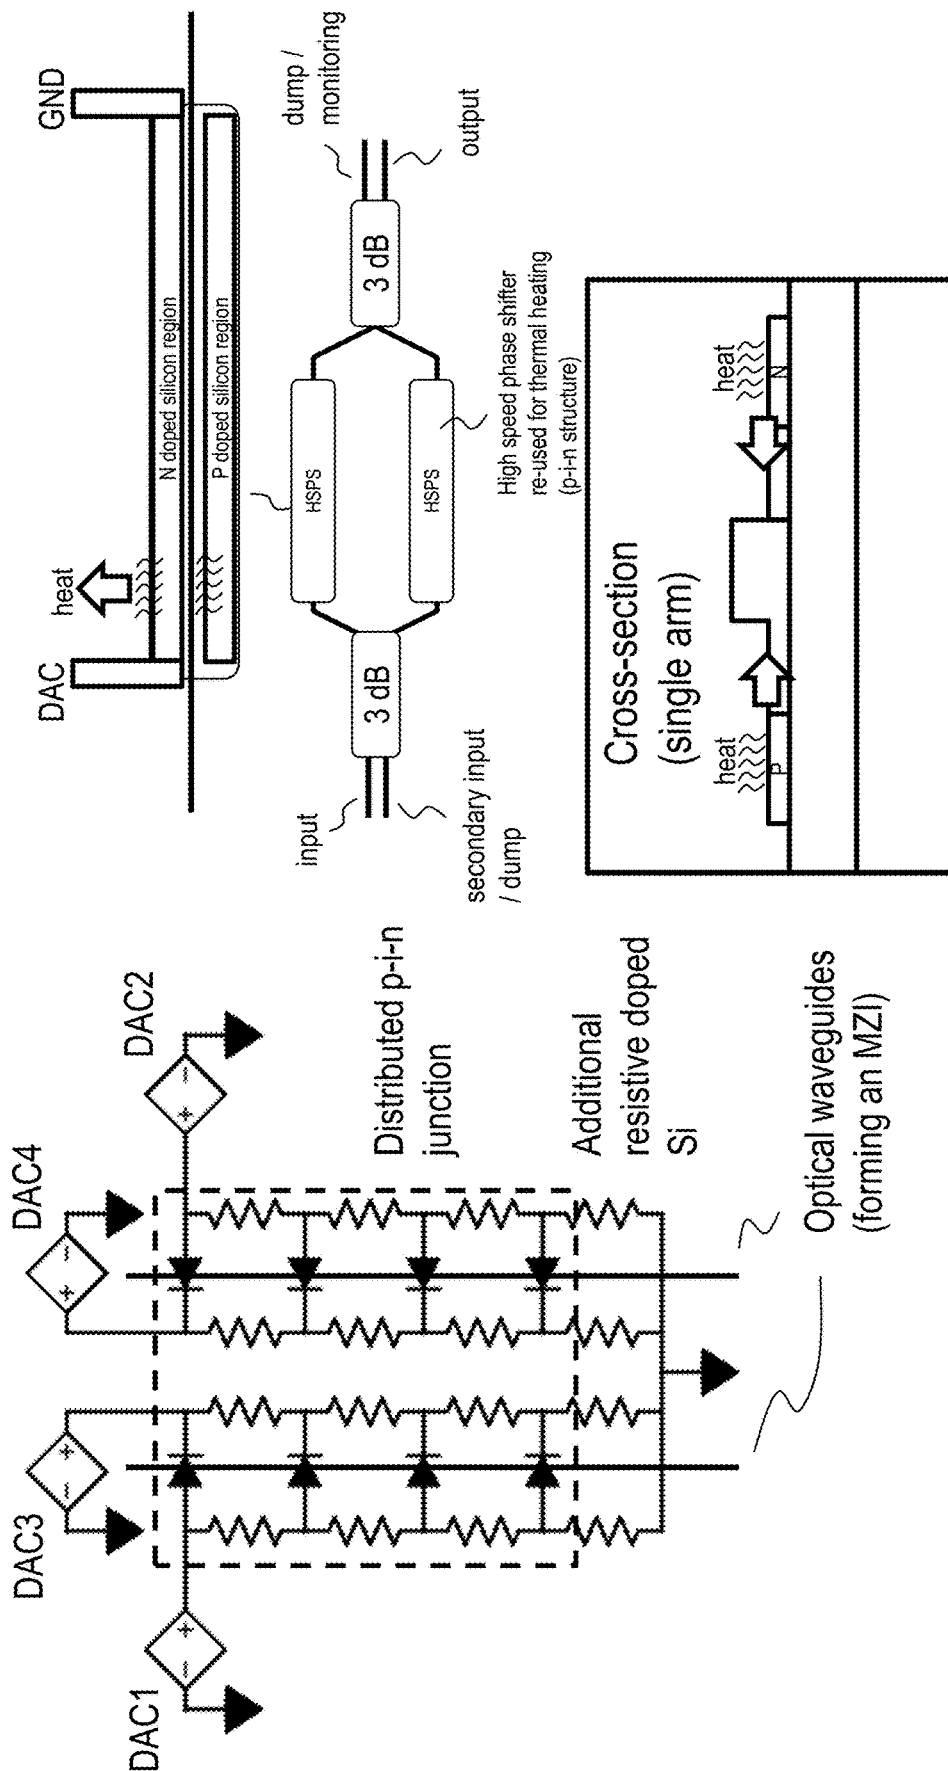 DAC1
DAC3
DAC4
DAC2
+
−
−
+
+
−
+
−
Distributed p-i-n
junction
Additional
resistive doped
Si
Optical waveguides
(forming an MZI)
DAC
heat
GND
N doped silicon region
P doped silicon region
input
secondary input
/ dump
3 dB
HSPS
HSPS
3 dB
dump /
monitoring
output
High speed phase shifter
re-used for thermal heating
(p-i-n structure)
Cross-section
(single arm)
heat
P
heat
N